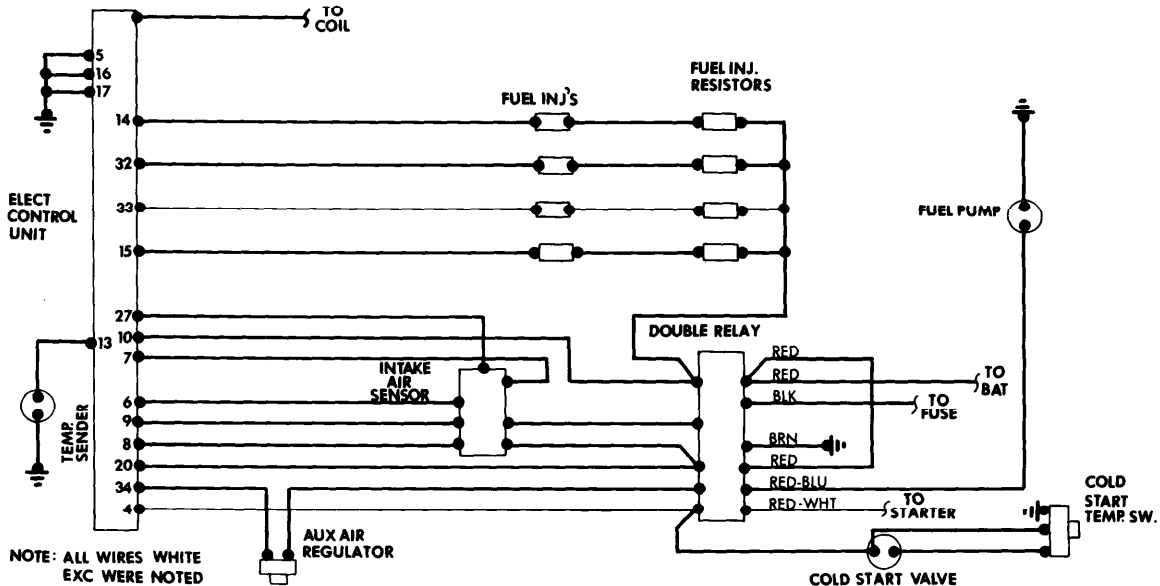 TO
COIL
5
16
17
FUEL INJ.
RESISTORS
FUEL INJ'S
14
32
ELECT
CONTROL
UNIT
33
FUEL PUMP
15
27
10
13
7
DOUBLE RELAY
INTAKE
AIR
SENSOR
RED
RED
TO
BAT
BLK
TO
FUSE
6
9
8
TEMP.
SENDER
BRN
20
RED
34
RED-BLU
4
RED-WHT
TO
STARTER
COLD
START
TEMP. SW.
AUX AIR
REGULATOR
NOTE: ALL WIRES WHITE
EXC WERE NOTED
COLD START VALVE